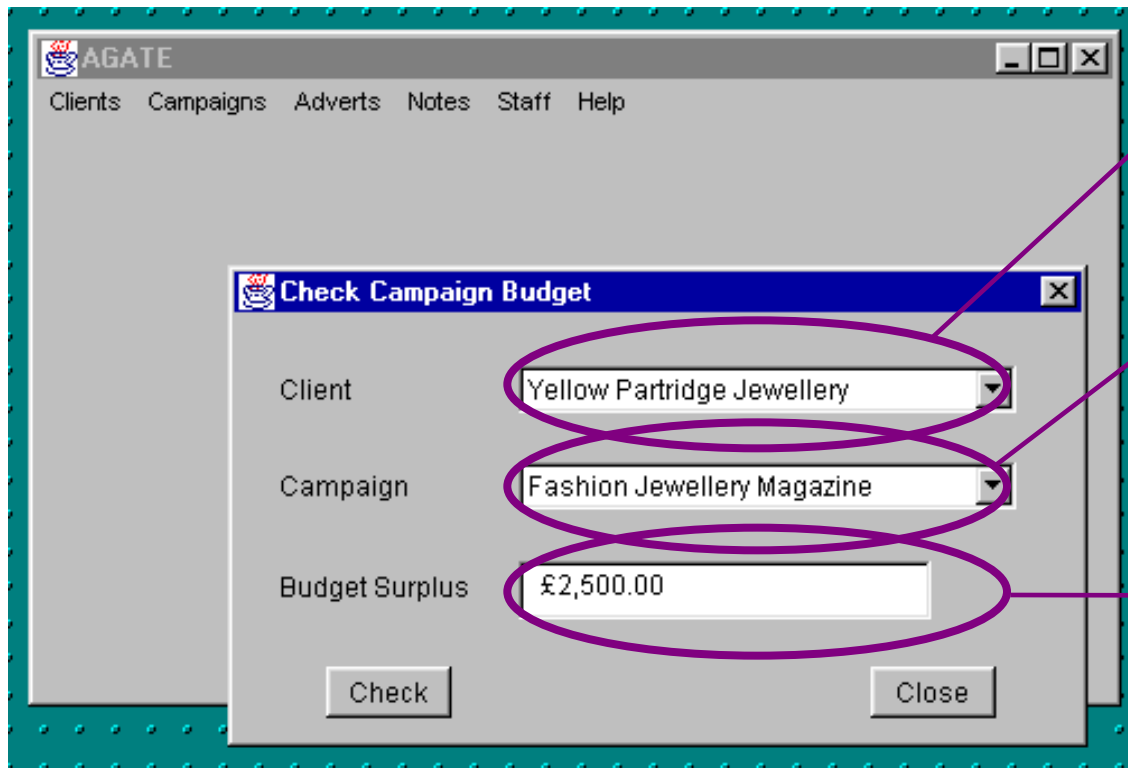 AGATE
Clients Campaigns Adverts Notes Staff Help
Check Campaign Budget
Client Yellow Partridge Jewellery
Campaign Fashion Jewellery Magazine
Budget Surplus £2,500.00
Check Close